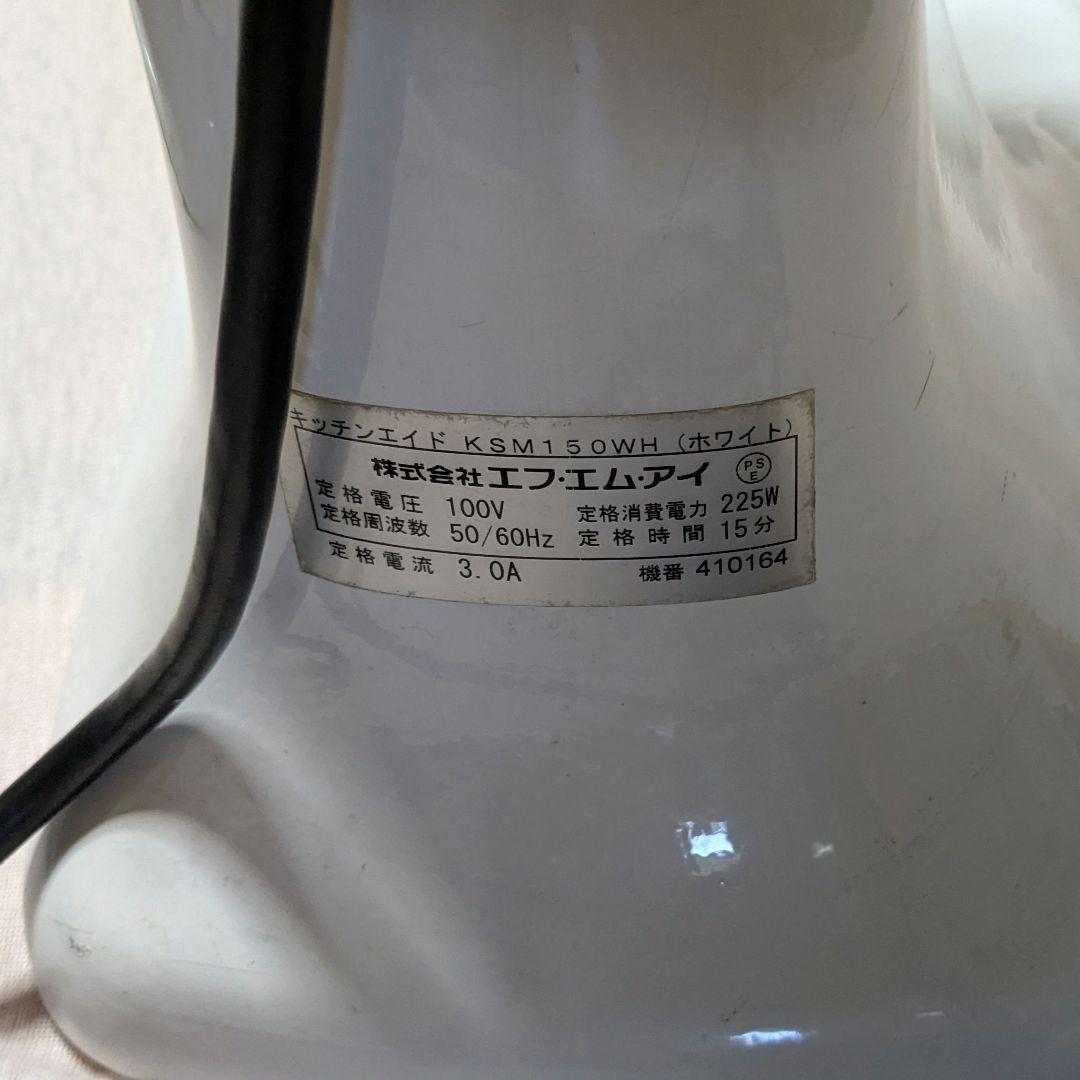 キッチンエイド KSM150WH (ホワイト)
株式会社 エフ・エム・アイ PSE
定格電圧 100V 定格消費電力 225W
定格周波数 50/60Hz 定格時間 15分
定格電流 3.0A 機番 410164